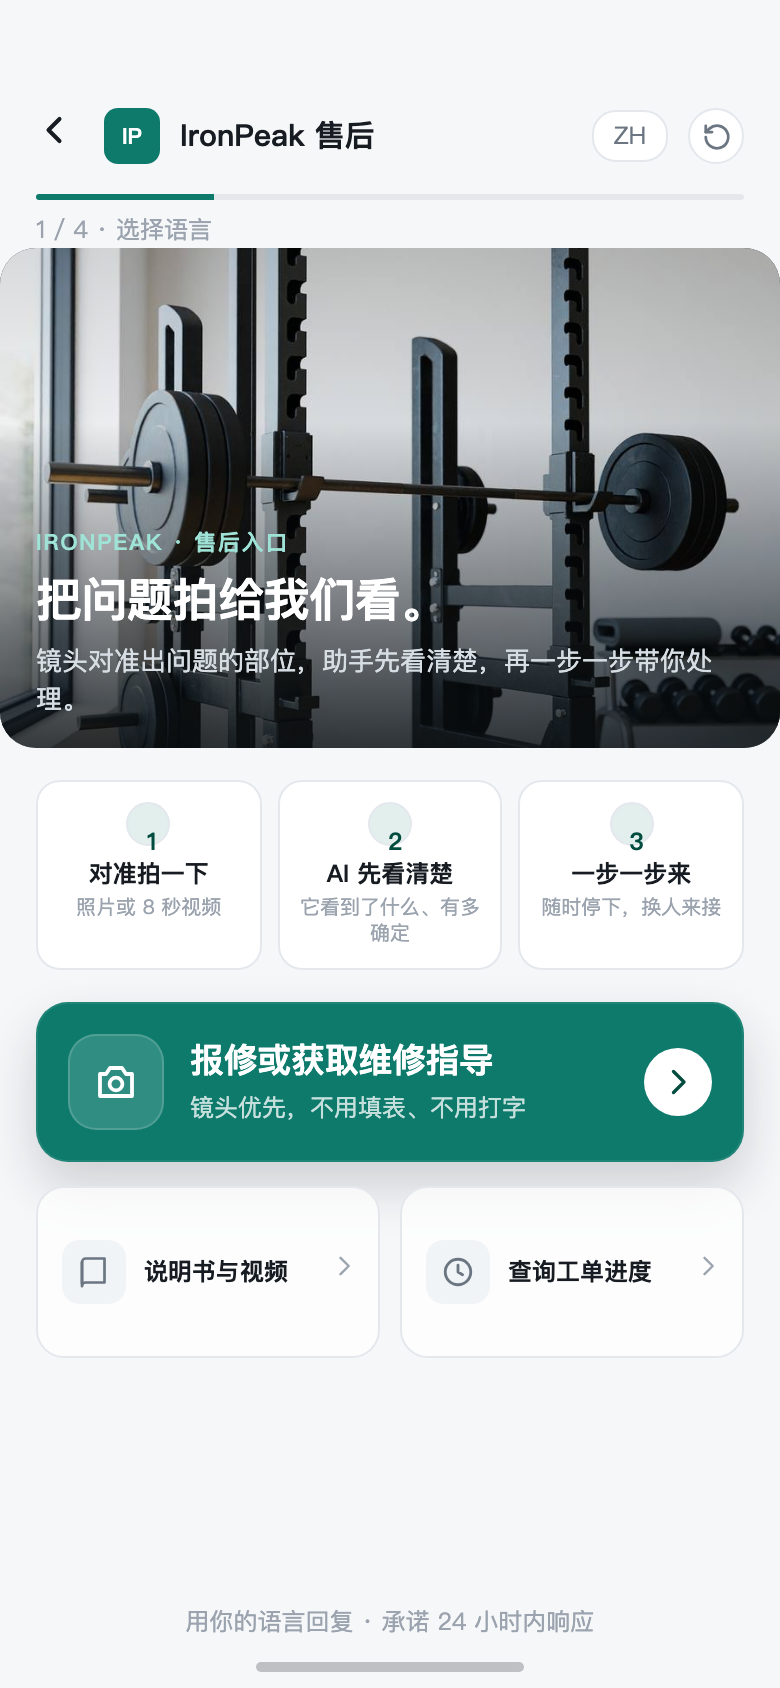 IP
IronPeak 售后
ZH
1 / 4 · 选择语言
IRONPEAK · 售后入口
把问题拍给我们看。
镜头对准出问题的部位，助手先看清楚，再一步一步带你处
理。
1
对准拍一下
照片或 8 秒视频
2
AI 先看清楚
它看到了什么、有多
确定
3
一步一步来
随时停下，换人来接
报修或获取维修指导
镜头优先，不用填表、不用打字
说明书与视频
查询工单进度
用你的语言回复 · 承诺 24 小时内响应